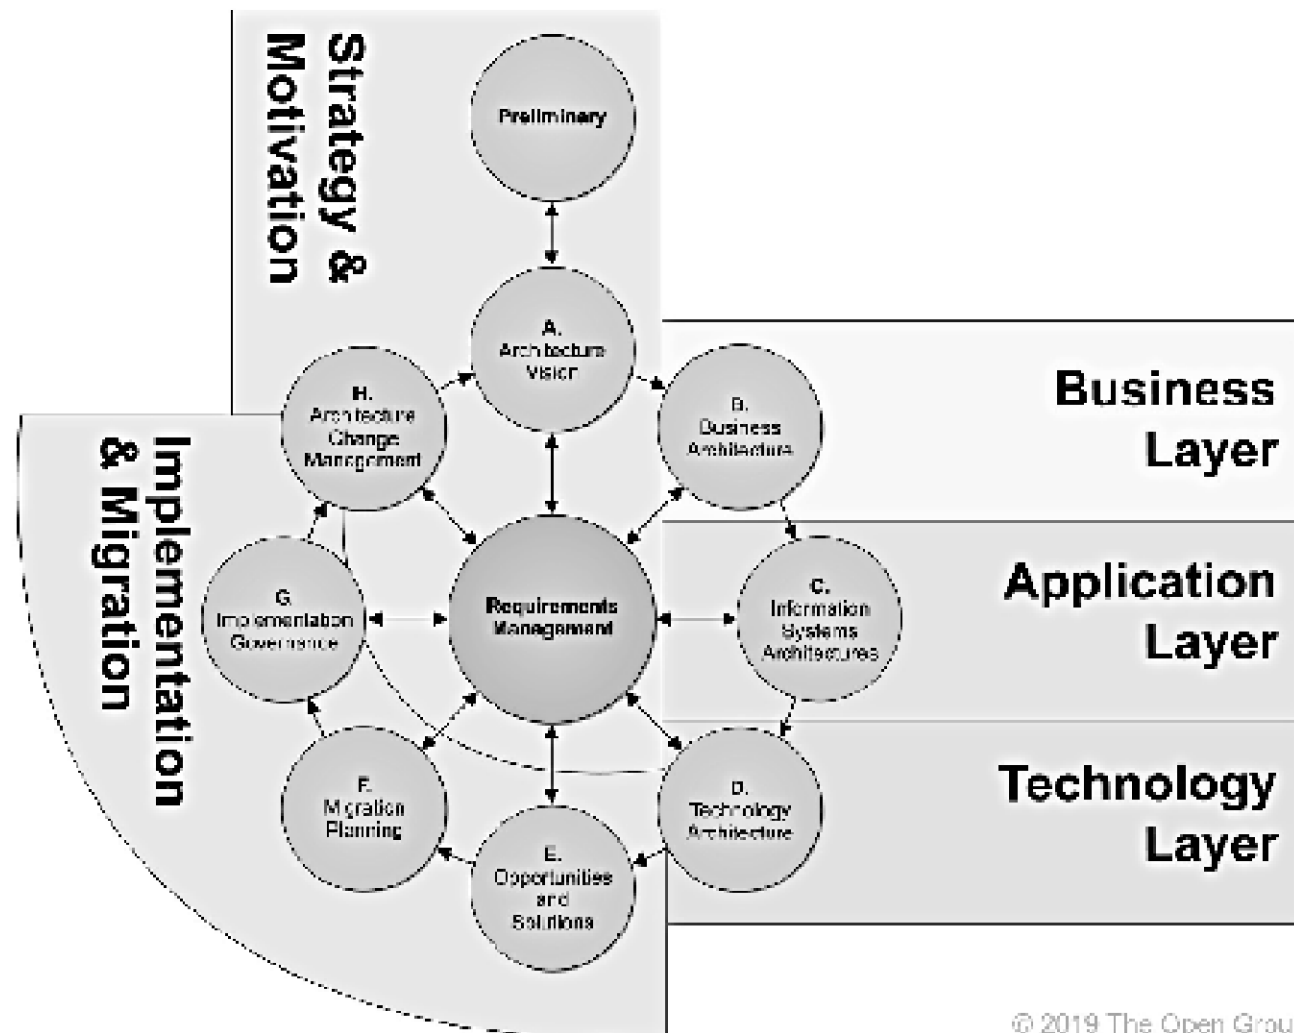 Strategy &
Motivation
Preliminary
A.
Architecture
Vision
H.
Architecture
Change
Management
B.
Business
Architecture
Business
Layer
Implementation
& Migration
G.
Implementation
Governance
Requirements
Management
C.
Information
Systems
Architectures
Application
Layer
F.
Migration
Planning
E.
Opportunities
and
Solutions
D.
Technology
Architecture
Technology
Layer
© 2019 The Open Grou